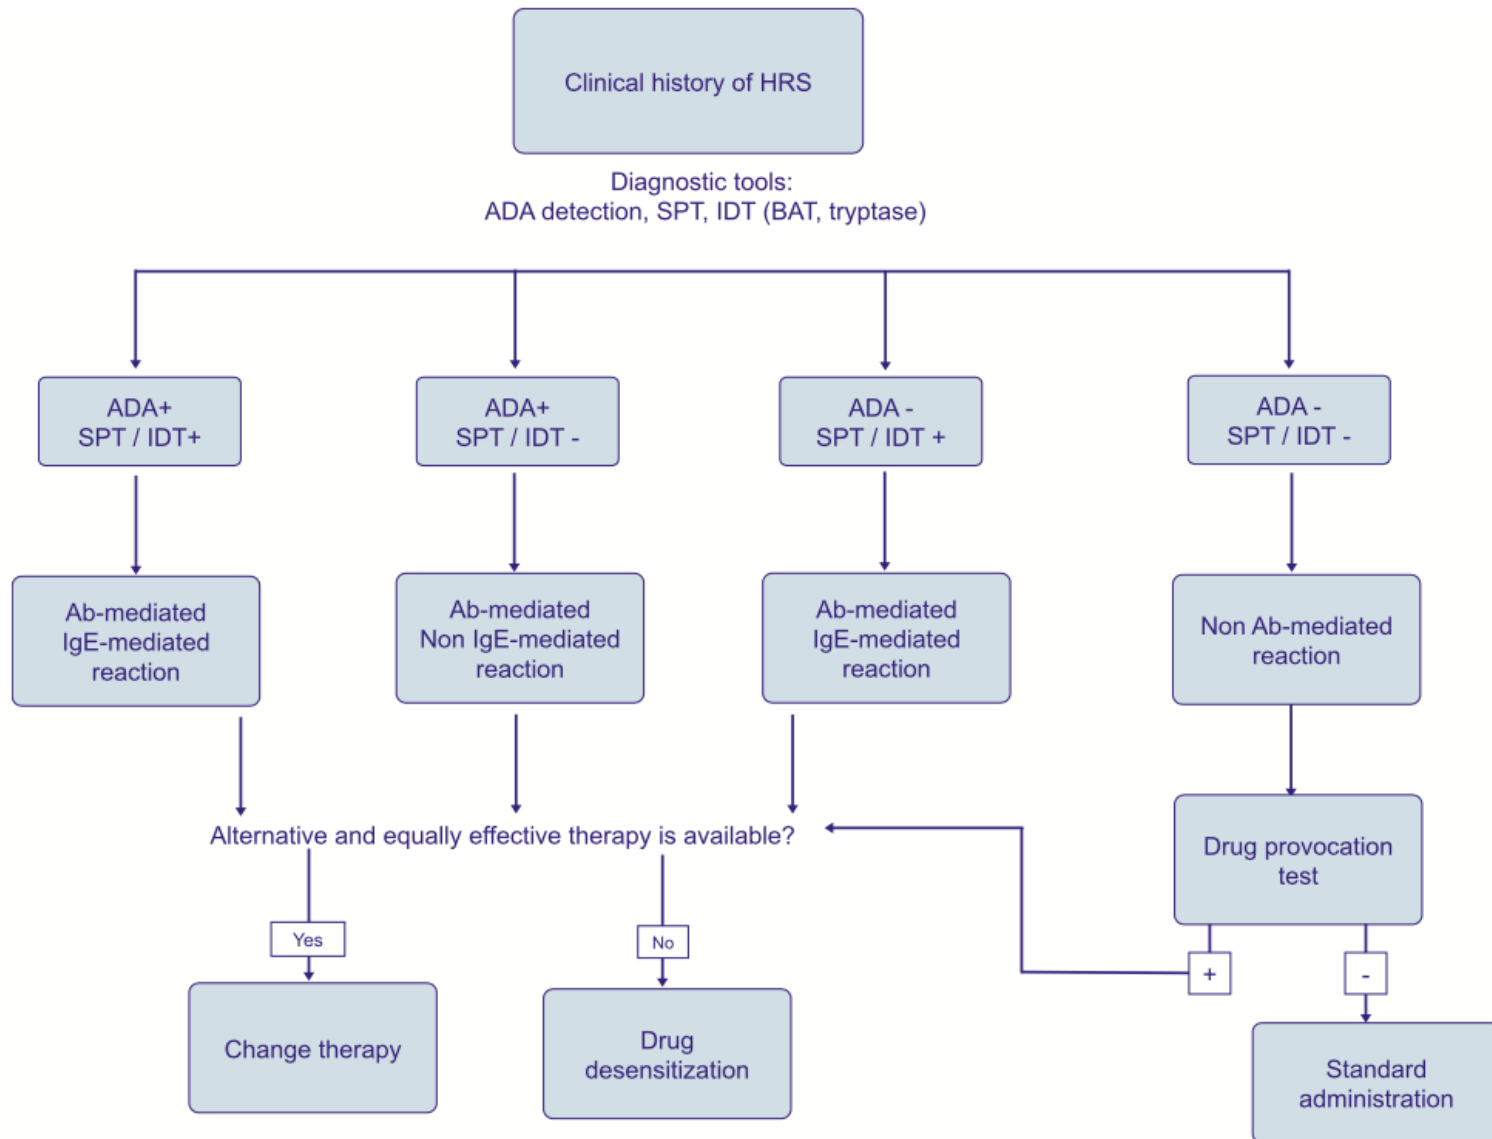 Clinical history of HRS
Diagnostic tools:
ADA detection, SPT, IDT (BAT, tryptase)
ADA+
SPT / IDT+
ADA+
SPT / IDT -
ADA -
SPT / IDT +
ADA -
SPT / IDT -
Ab-mediated
IgE-mediated
reaction
Ab-mediated
Non IgE-mediated
reaction
Ab-mediated
IgE-mediated
reaction
Non Ab-mediated
reaction
Alternative and equally effective therapy is available?
Drug provocation
test
Yes
No
+
-
Change therapy
Drug
desensitization
Standard
administration